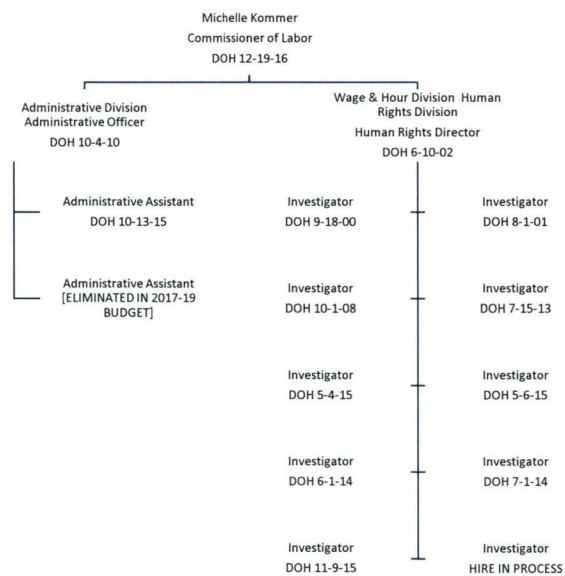 Michelle Kommer
Commissioner of Labor
DOH 12-19-16
Administrative Division
Administrative Officer
DOH 10-4-10
Wage & Hour Division Human
Rights Division
Human Rights Director
DOH 6-10-02
Administrative Assistant
DOH 10-13-15
Administrative Assistant
[ELIMINATED IN 2017-19
BUDGET]
Investigator
DOH 9-18-00
Investigator
DOH 8-1-01
Investigator
DOH 10-1-08
Investigator
DOH 7-15-13
Investigator
DOH 5-4-15
Investigator
DOH 5-6-15
Investigator
DOH 6-1-14
Investigator
DOH 7-1-14
Investigator
DOH 11-9-15
Investigator
HIRE IN PROCESS